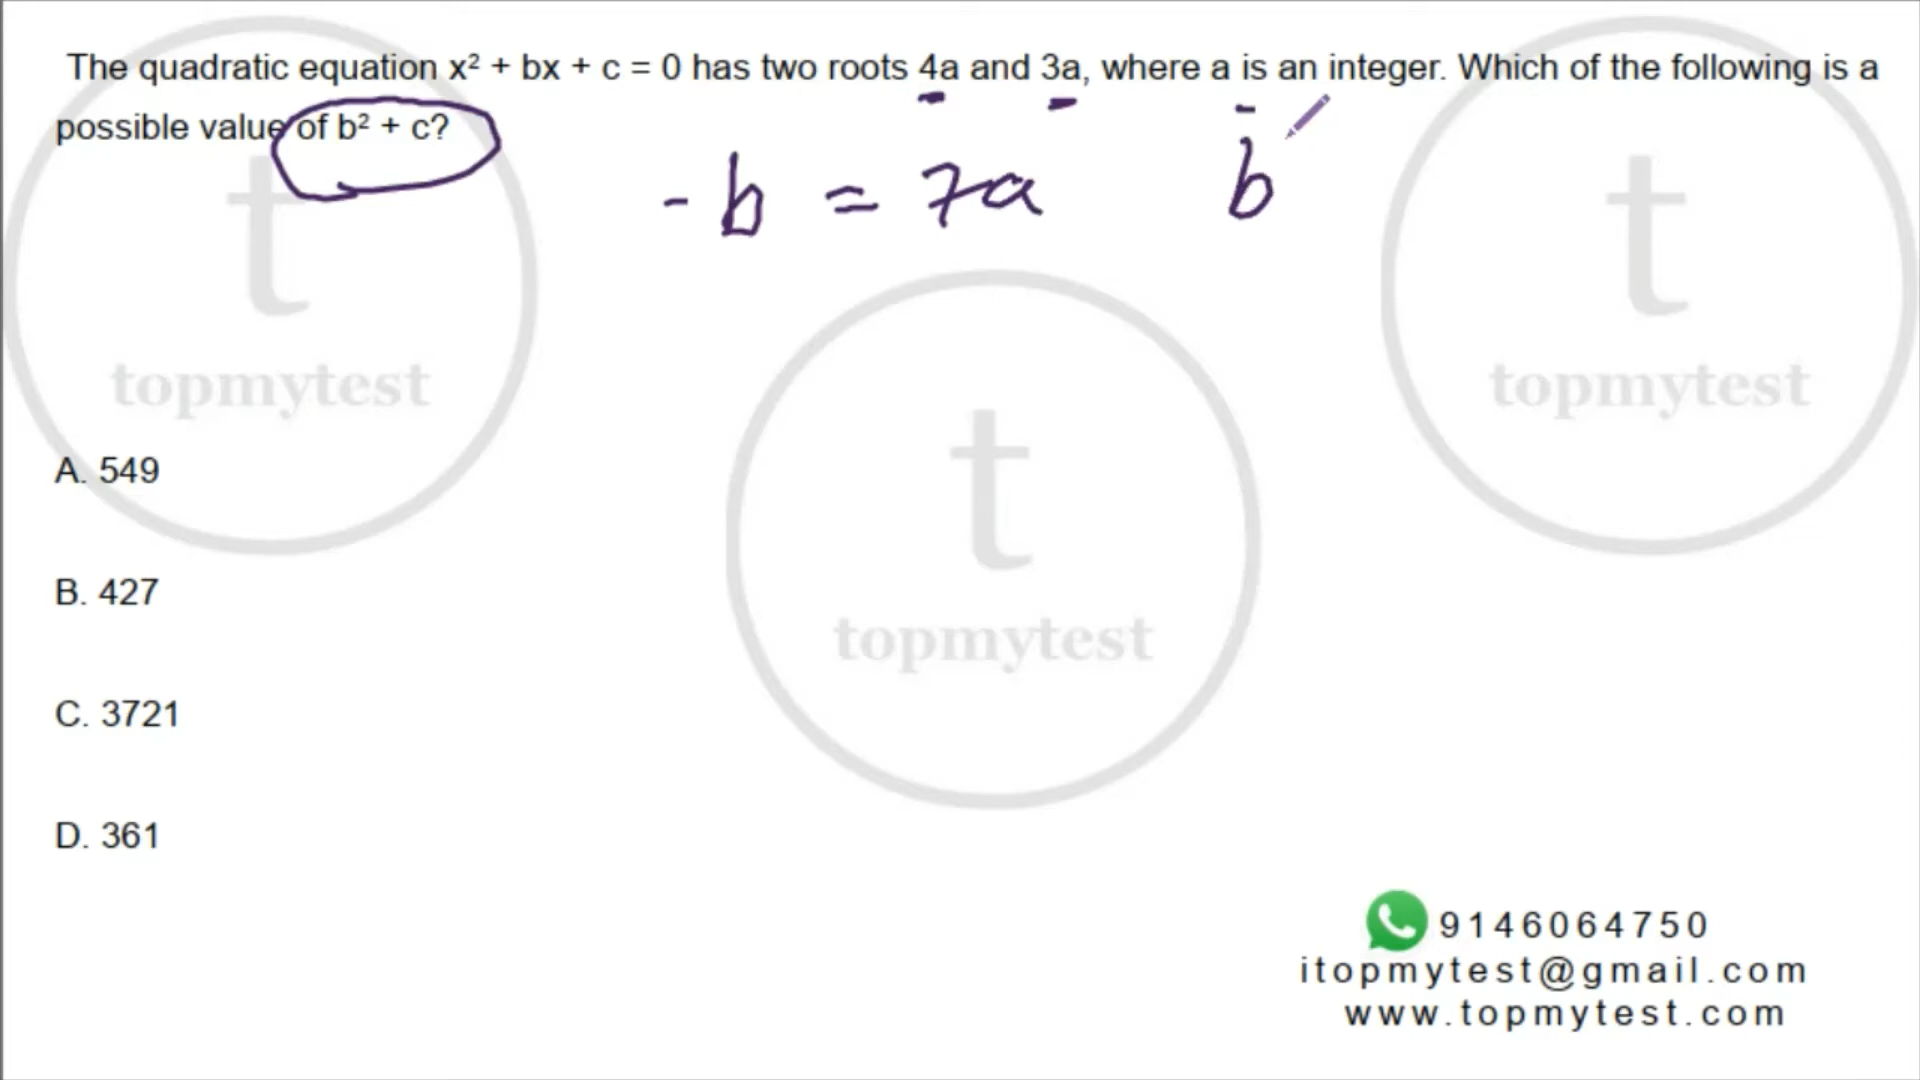 The quadratic equation x² + bx + c = 0 has two roots 4a and 3a, where a is an integer. Which of the following is a
possible value of b² + c?
- b = 7a b
t
topmytest
t
topmytest
t
topmytest
A. 549
B. 427
C. 3721
D. 361
9146064750
itopmytest@gmail.com
www.topmytest.com